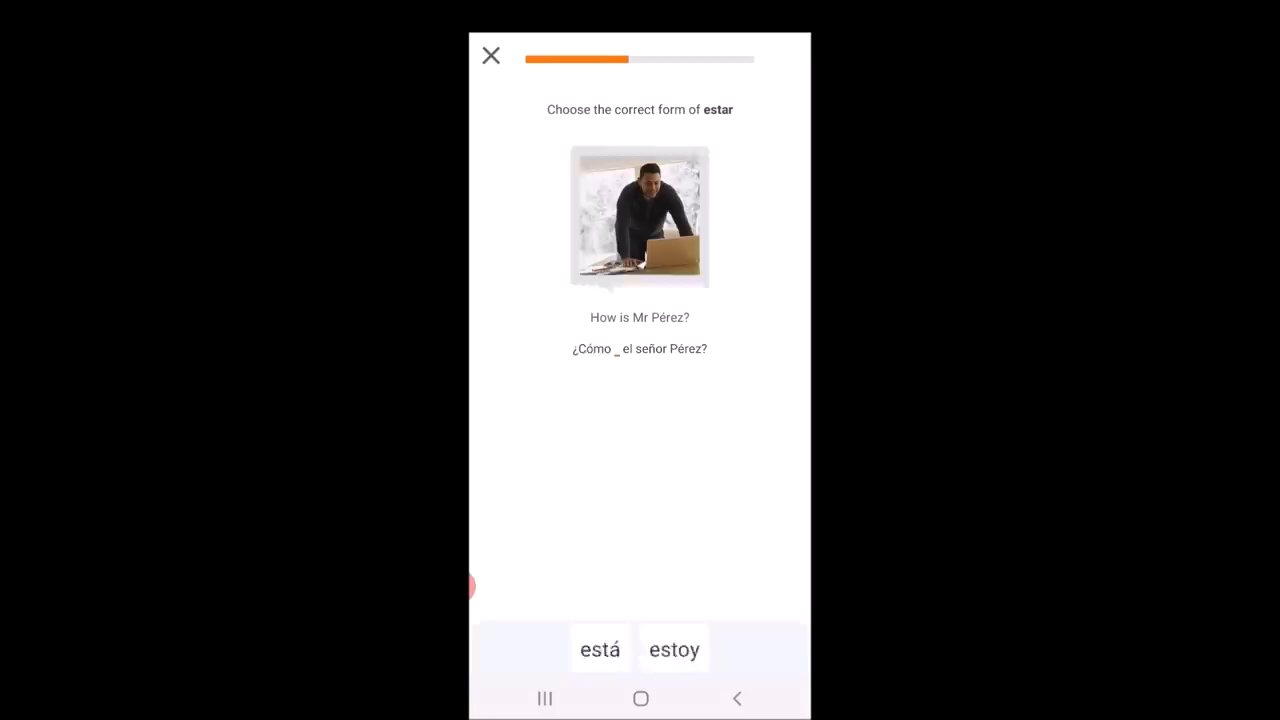 Choose the correct form of estar
How is Mr Pérez?
¿Cómo _ el señor Pérez?
está estoy